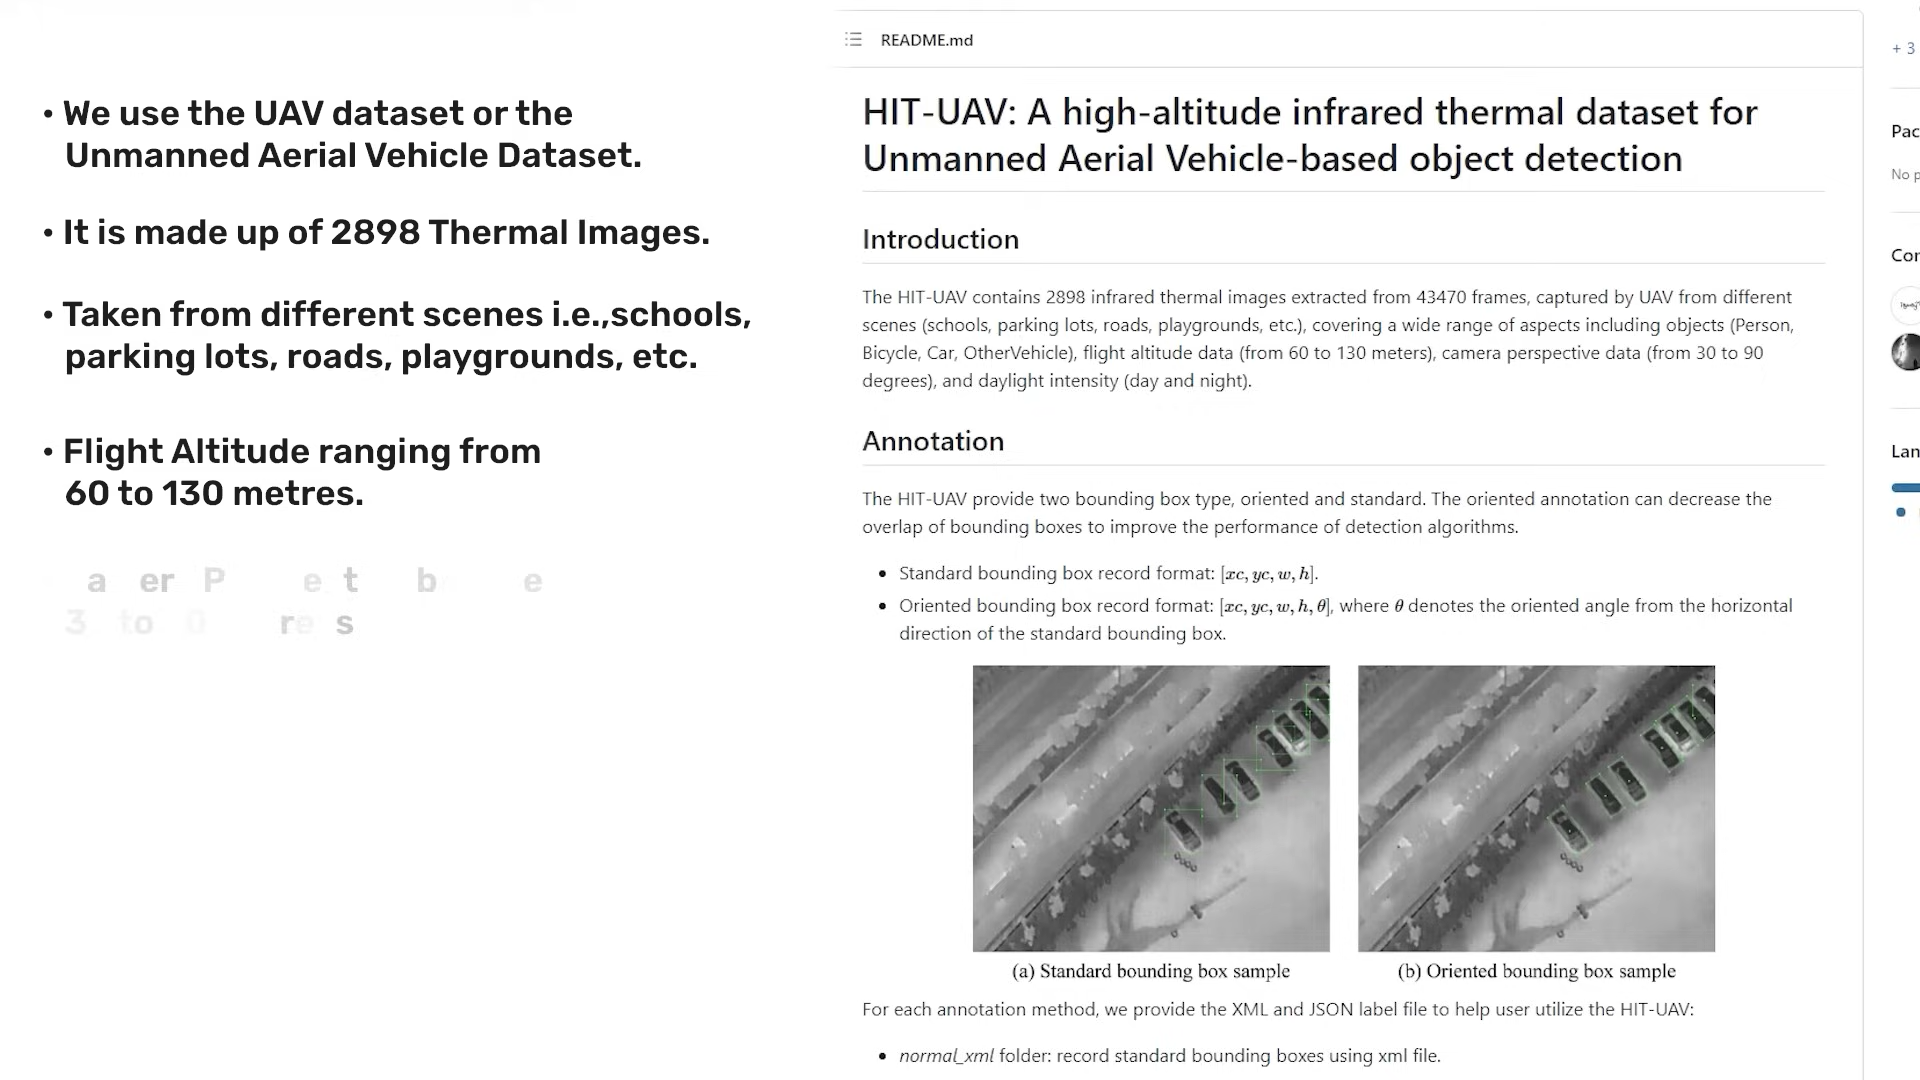 • We use the UAV dataset or the
Unmanned Aerial Vehicle Dataset.
• It is made up of 2898 Thermal Images.
• Taken from different scenes i.e.,schools,
parking lots, roads, playgrounds, etc.
• Flight Altitude ranging from
60 to 130 metres.
to
README.md
HIT-UAV: A high-altitude infrared thermal dataset for
Unmanned Aerial Vehicle-based object detection
Introduction
The HIT-UAV contains 2898 infrared thermal images extracted from 43470 frames, captured by UAV from different
scenes (schools, parking lots, roads, playgrounds, etc.), covering a wide range of aspects including objects (Person,
Bicycle, Car, OtherVehicle), flight altitude data (from 60 to 130 meters), camera perspective data (from 30 to 90
degrees), and daylight intensity (day and night).
Annotation
The HIT-UAV provide two bounding box type, oriented and standard. The oriented annotation can decrease the
overlap of bounding boxes to improve the performance of detection algorithms.
• Standard bounding box record format: [xc, yc, w, h].
• Oriented bounding box record format: [xc, yc, w, h, θ], where θ denotes the oriented angle from the horizontal
direction of the standard bounding box.
(a) Standard bounding box sample
(b) Oriented bounding box sample
For each annotation method, we provide the XML and JSON label file to help user utilize the HIT-UAV:
• normal_xml folder: record standard bounding boxes using xml file.
+ 3
Pac
No p
Con
Lan